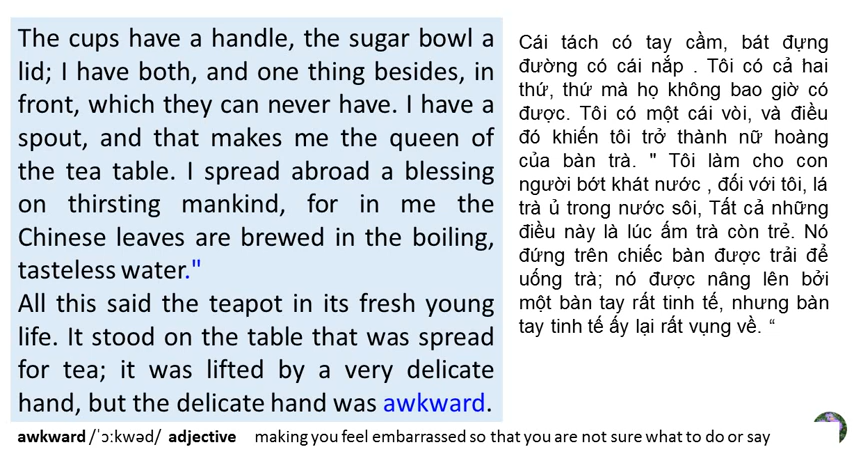 The cups have a handle, the sugar bowl a
lid; I have both, and one thing besides, in
front, which they can never have. I have a
spout, and that makes me the queen of
the tea table. I spread abroad a blessing
on thirsting mankind, for in me the
Chinese leaves are brewed in the boiling,
tasteless water."
All this said the teapot in its fresh young
life. It stood on the table that was spread
for tea; it was lifted by a very delicate
hand, but the delicate hand was awkward.
Cái tách có tay cầm, bát đựng
đường có cái nắp . Tôi có cả hai
thứ, thứ mà họ không bao giờ có
được. Tôi có một cái vòi, và điều
đó khiến tôi trở thành nữ hoàng
của bàn trà. " Tôi làm cho con
người bớt khát nước , đối với tôi, lá
trà ủ trong nước sôi, Tất cả những
điều này là lúc ấm trà còn trẻ. Nó
đứng trên chiếc bàn được trải để
uống trà; nó được nâng lên bởi
một bàn tay rất tinh tế, nhưng bàn
tay tinh tế ấy lại rất vụng về. “
awkward /ˈɔːkwəd/ adjective making you feel embarrassed so that you are not sure what to do or say